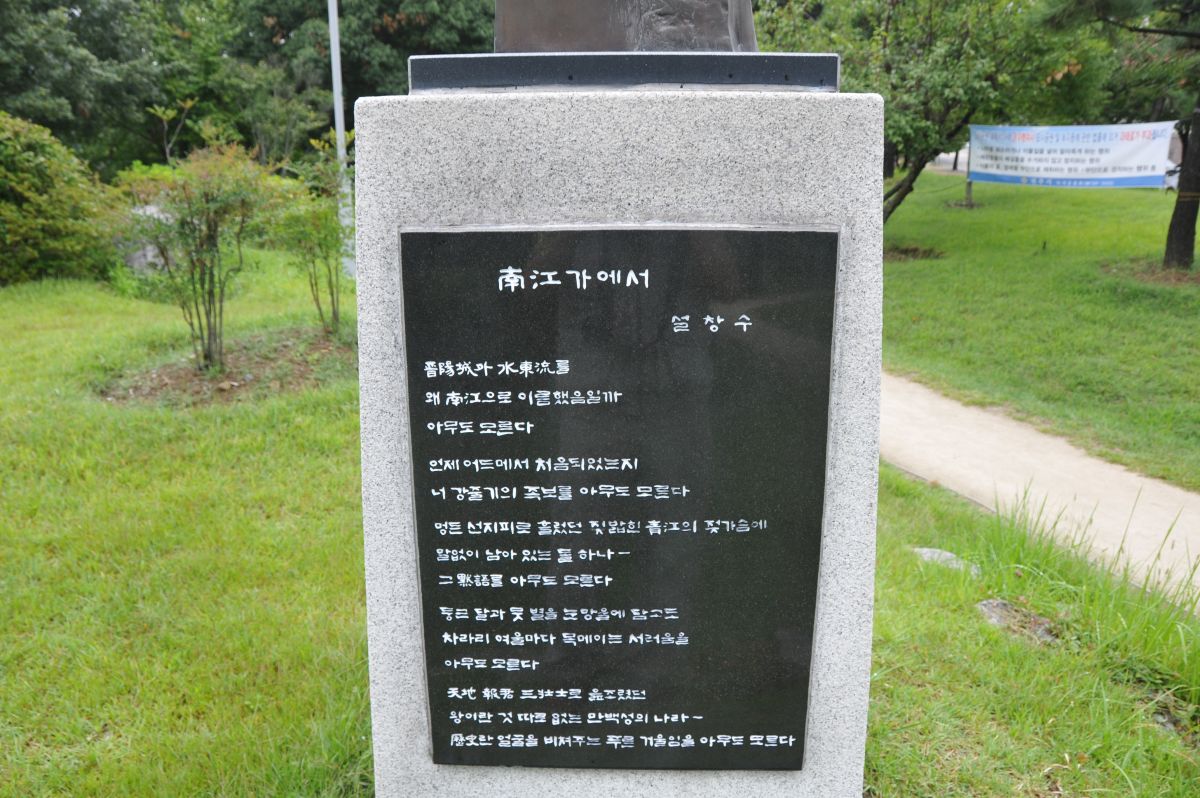 南江가에서
설창수
晋陽城과 水東流를
왜 南江으로 이름했음일까
아무도 모른다
언제 어드메서 처음되었는지
너 강줄기의 족보를 아무도 모른다
멍든 선지피로 흘렀던 짓밟힌 靑江의 젖가슴에
말없이 남아 있는 돌 하나 -
그 默語를 아무도 모른다
둥근 달과 뭇 별을 눈망울에 담고도
차라리 여울마다 목메이는 서러움을
아무도 모른다
天地 報君 三壯士로 읊조렸던
왕이란 것 따로 없는 만백성의 나라 -
歷史란 얼굴을 비쳐주는 푸른 거울임을 아무도 모른다